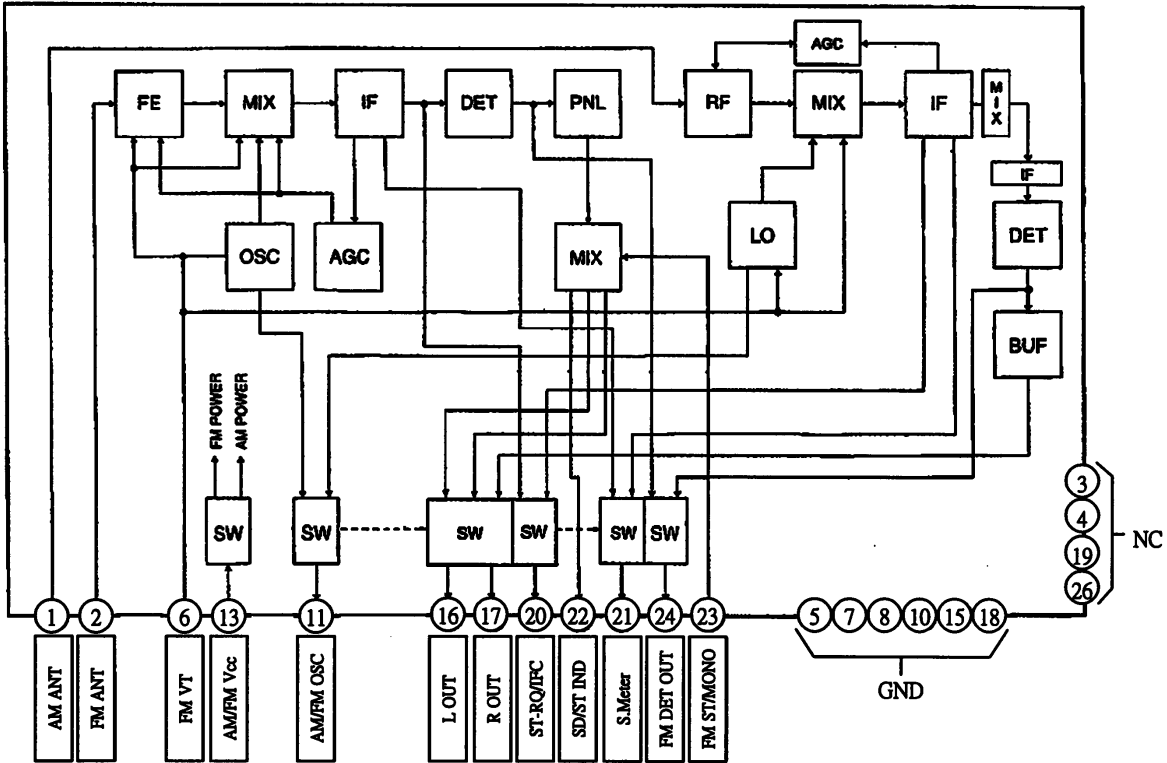 AGC
FE
MIX
IF
DET
PNL
RF
MIX
IF
MIX
IF
OSC
AGC
MIX
LO
DET
BUF
FM POWER
AM POWER
SW
SW
SW
SW
SW
SW
3
4
19
26
NC
1
2
6
13
11
16
17
20
22
21
24
23
5
7
8
10
15
18
GND
AM ANT
FM ANT
FM VT
AM/FM Vcc
AM/FM OSC
L OUT
R OUT
ST-RQ/IFC
SD/ST IND
S.Meter
FM DET OUT
FM ST/MONO